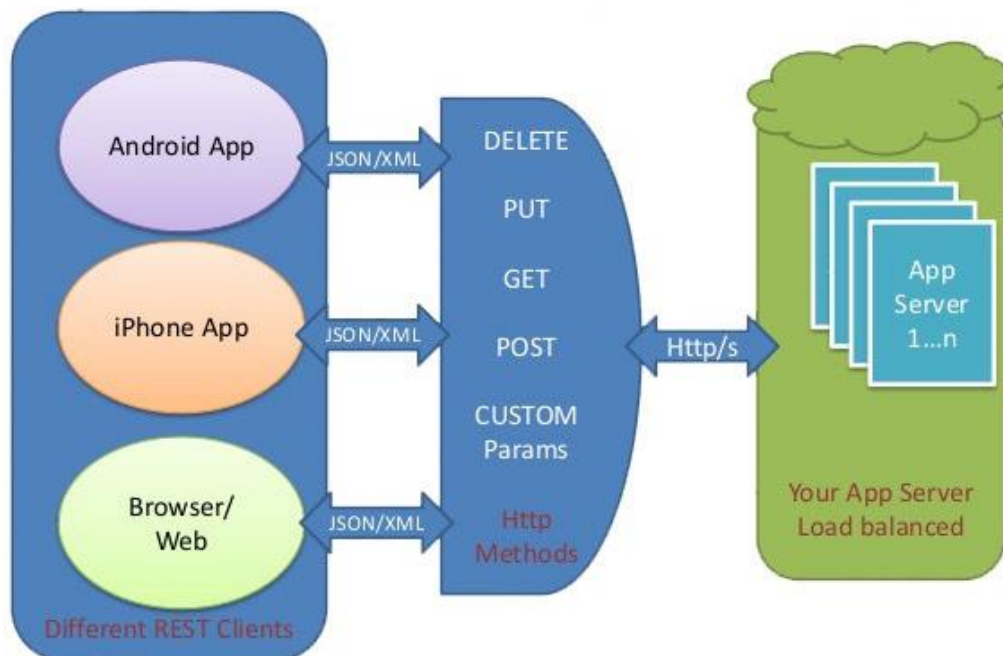 Android App
iPhone App
Browser/
Web
Different REST Clients
JSON/XML
JSON/XML
JSON/XML
DELETE
PUT
GET
POST
CUSTOM
Params
Http
Methods
Http/s
App
Server
1...n
Your App Server
Load balanced